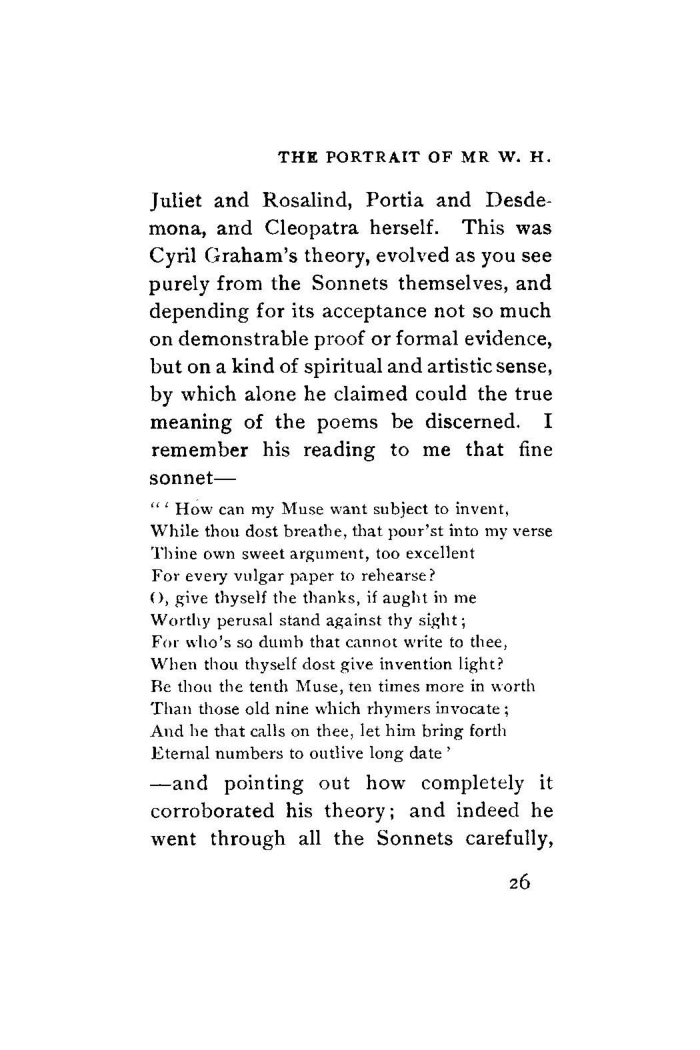 THE PORTRAIT OF MR W. H.
Juliet and Rosalind, Portia and Desde-
mona, and Cleopatra herself. This was
Cyril Graham's theory, evolved as you see
purely from the Sonnets themselves, and
depending for its acceptance not so much
on demonstrable proof or formal evidence,
but on a kind of spiritual and artistic sense,
by which alone he claimed could the true
meaning of the poems be discerned. I
remember his reading to me that fine
sonnet—
“‘ How can my Muse want subject to invent,
While thou dost breathe, that pour'st into my verse
Thine own sweet argument, too excellent
For every vulgar paper to rehearse?
O, give thyself the thanks, if aught in me
Worthy perusal stand against thy sight;
For who's so dumb that cannot write to thee,
When thou thyself dost give invention light?
Be thou the tenth Muse, ten times more in worth
Than those old nine which rhymers invocate;
And he that calls on thee, let him bring forth
Eternal numbers to outlive long date’
—and pointing out how completely it
corroborated his theory; and indeed he
went through all the Sonnets carefully,
26